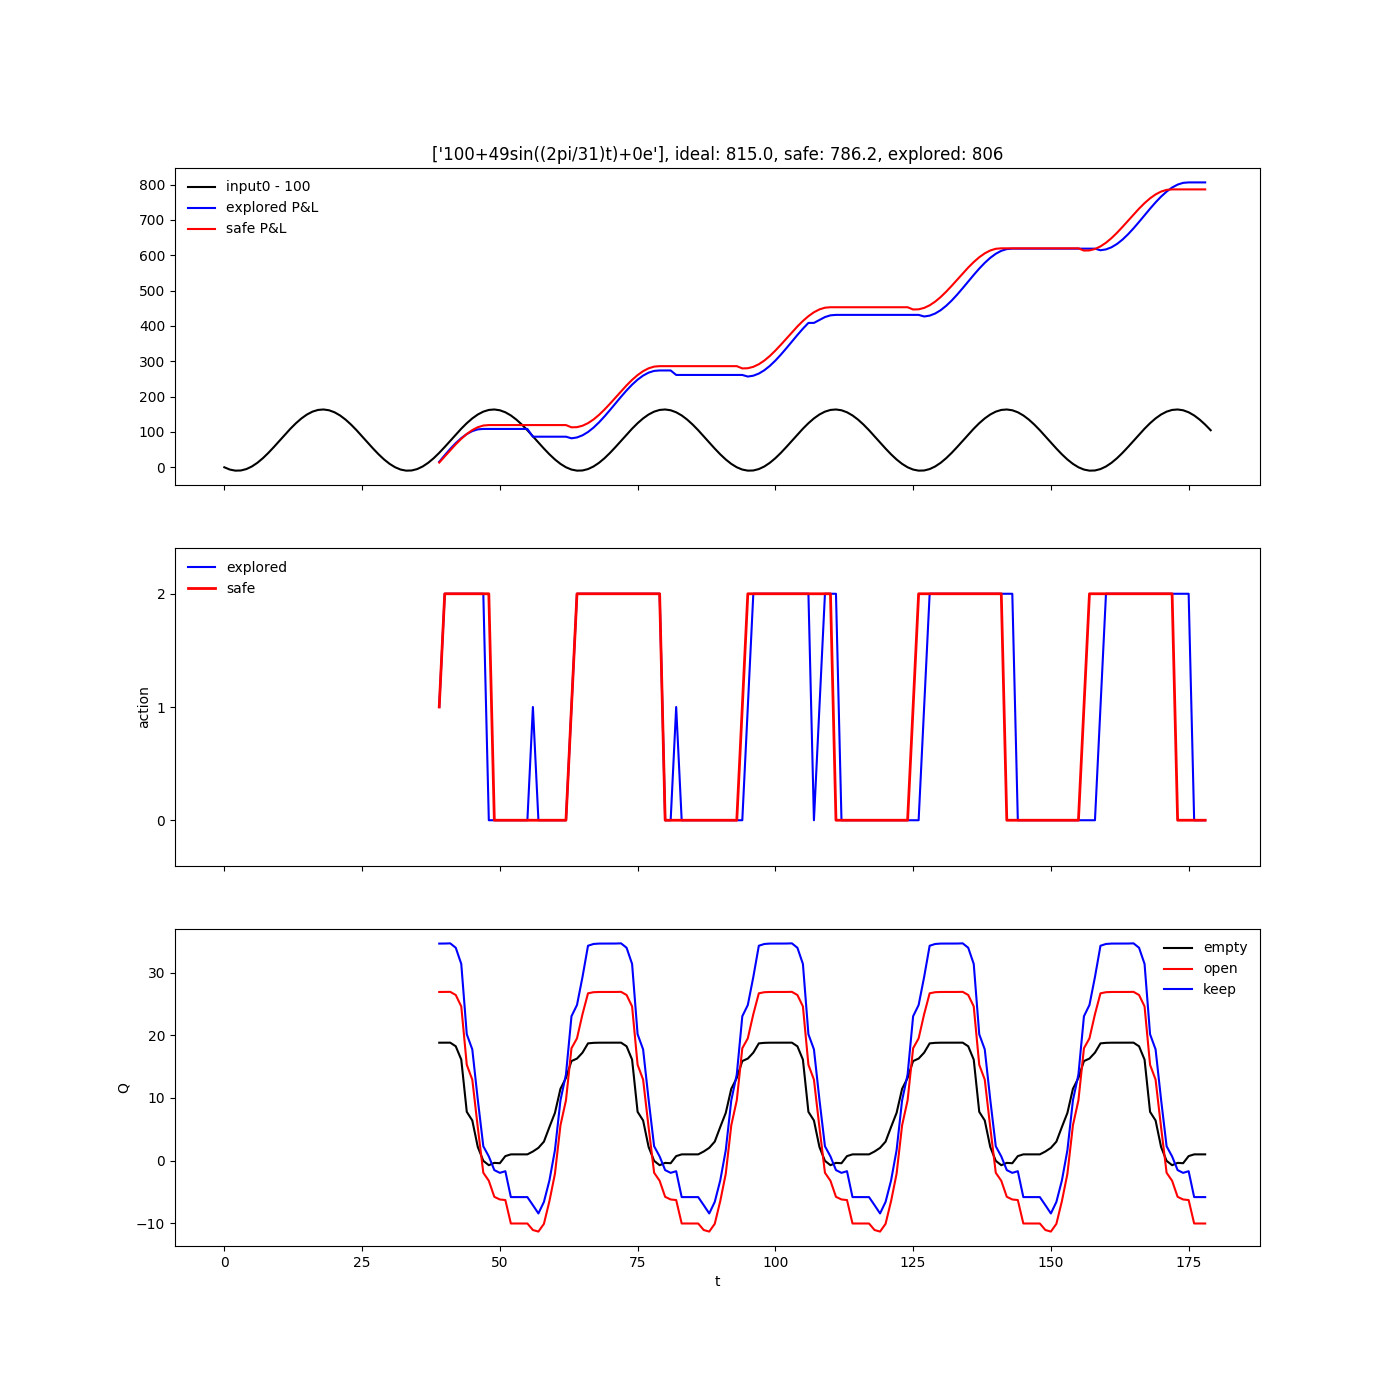 ['100+49sin((2pi/31)t)+0e'], ideal: 815.0, safe: 786.2, explored: 806
input0 - 100
explored P&L
safe P&L
800
700
600
500
400
300
200
100
0
explored
safe
2
1
0
action
empty
open
keep
30
20
10
0
−10
Q
0 25 50 75 100 125 150 175
t